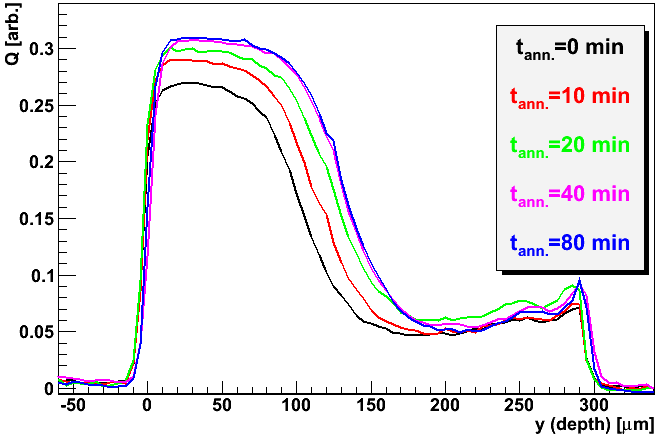 Q [arb.]
0.3
0.25
0.2
0.15
0.1
0.05
0
-50 0 50 100 150 200 250 300
y (depth) [μm]
t_ann.=0 min
t_ann.=10 min
t_ann.=20 min
t_ann.=40 min
t_ann.=80 min